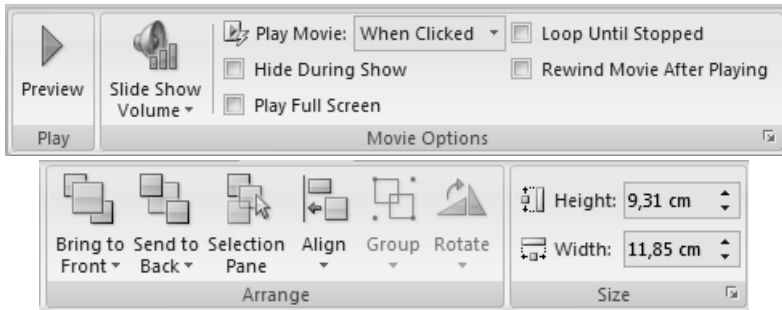 Preview
Slide Show
Volume
Play Movie: When Clicked
Hide During Show
Play Full Screen
Loop Until Stopped
Rewind Movie After Playing
Play
Movie Options
Bring to
Front
Send to
Back
Selection
Pane
Align
Group
Rotate
Arrange
Height: 9,31 cm
Width: 11,85 cm
Size